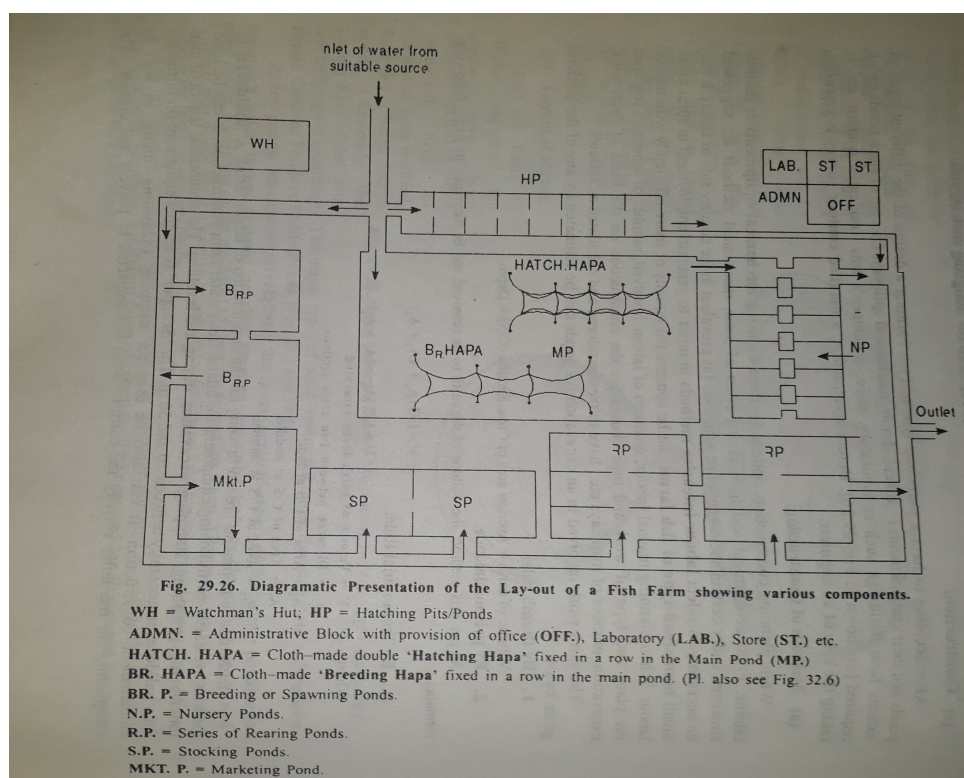 nlet of water from
suitable source
WH
HP
LAB.
ST
ST
ADMN
OFF
HATCH.HAPA
BR.P
BRHAPA
MP
NP
BR.P
Outlet
RP
RP
Mkt.P
SP
SP
Fig. 29.26. Diagramatic Presentation of the Lay-out of a Fish Farm showing various components.
WH = Watchman's Hut; HP = Hatching Pits/Ponds
ADMN. = Administrative Block with provision of office (OFF.), Laboratory (LAB.), Store (ST.) etc.
HATCH. HAPA = Cloth-made double 'Hatching Hapa' fixed in a row in the Main Pond (MP.)
BR. HAPA = Cloth-made 'Breeding Hapa' fixed in a row in the main pond. (Pl. also see Fig. 32.6)
BR. P. = Breeding or Spawning Ponds.
N.P. = Nursery Ponds.
R.P. = Series of Rearing Ponds.
S.P. = Stocking Ponds.
MKT. P. = Marketing Pond.